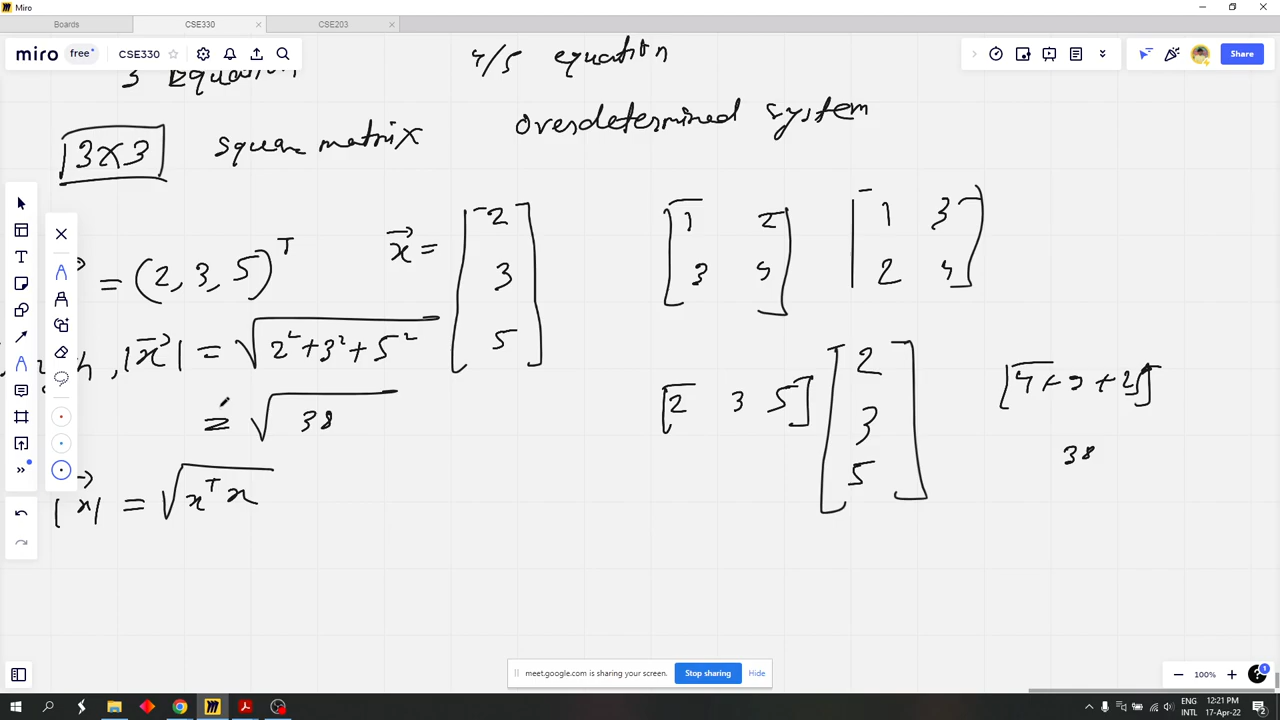 Miro
Boards
CSE330
CSE203
miro free CSE330
Share
3 Equation
4/5 equation
overdetermined system
3×3 square matrix
= (2, 3, 5)^T
x⃗ = [2 3 5]
[1 2
3 4]
[1 3
2 4]
, |x⃗| = √(2² + 3² + 5²)
= √38
|x⃗| = √(x^T x)
[2 3 5] [2 3 5]
[4 + 9 + 25]
38
meet.google.com is sharing your screen.
Stop sharing
Hide
100%
ENG
INTL
12:21 PM
17-Apr-22